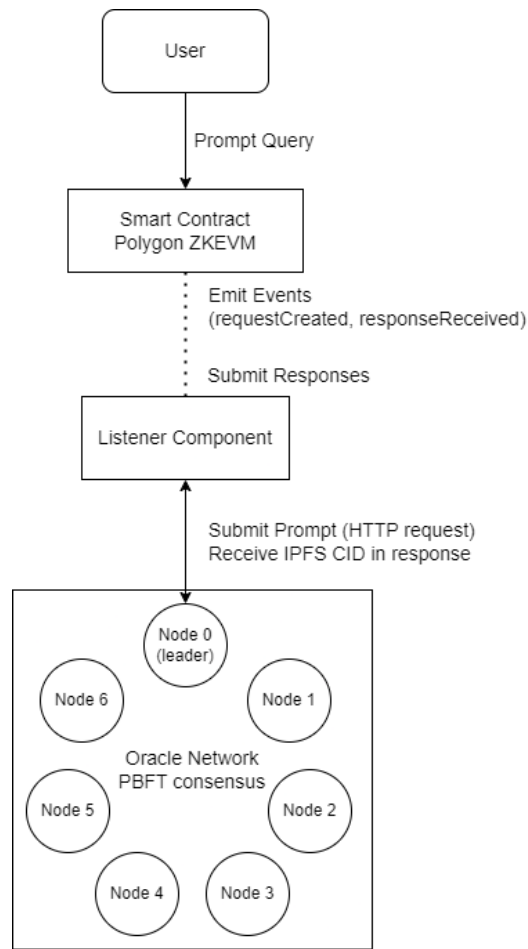 User
Prompt Query
Smart Contract
Polygon ZKEVM
Emit Events
(requestCreated, responseReceived)
Submit Responses
Listener Component
Submit Prompt (HTTP request)
Receive IPFS CID in response
Node 0
(leader)
Node 6
Node 1
Oracle Network
PBFT consensus
Node 5
Node 2
Node 4
Node 3